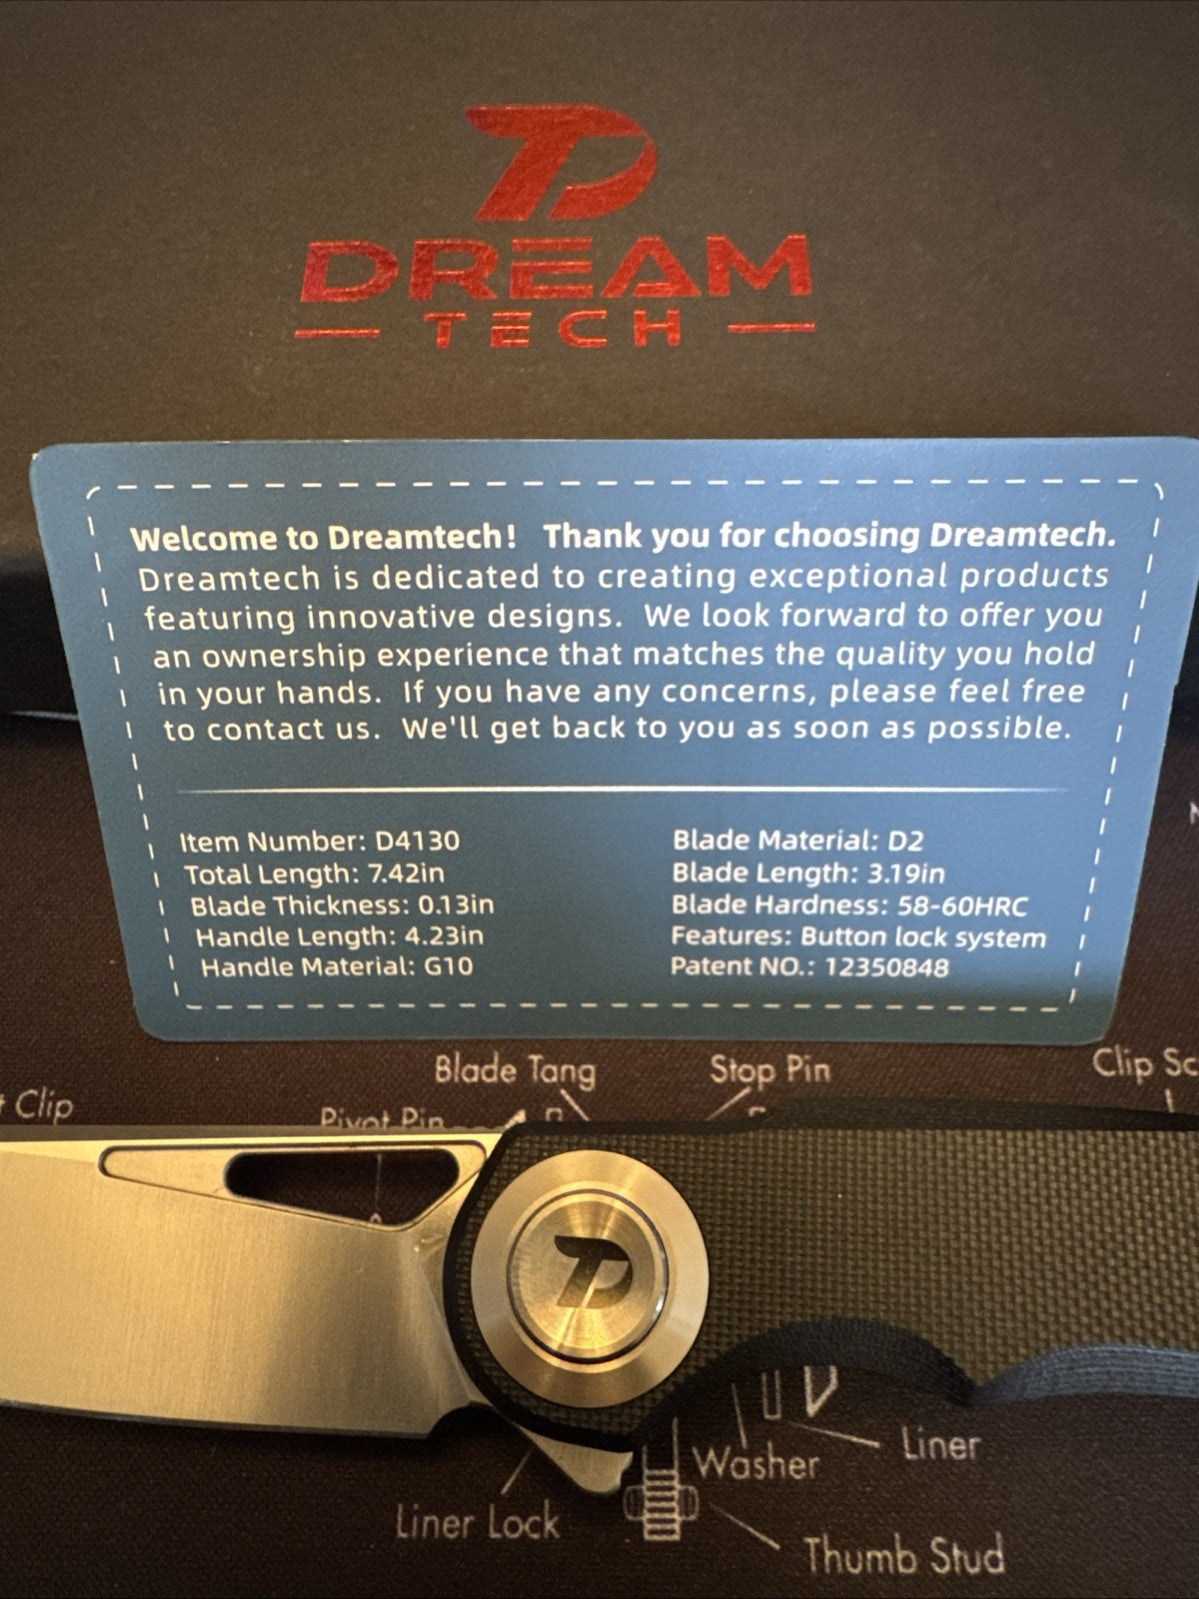 DREAM
TECH
Welcome to Dreamtech! Thank you for choosing Dreamtech.
Dreamtech is dedicated to creating exceptional products
featuring innovative designs. We look forward to offer you
an ownership experience that matches the quality you hold
in your hands. If you have any concerns, please feel free
to contact us. We'll get back to you as soon as possible.
Item Number: D4130
Total Length: 7.42in
Blade Thickness: 0.13in
Handle Length: 4.23in
Handle Material: G10
Blade Material: D2
Blade Length: 3.19in
Blade Hardness: 58-60HRC
Features: Button lock system
Patent NO.: 12350848
Blade Tang
Stop Pin
Clip Sc
Clip
Pivot Pin
Washer
Liner
Liner Lock
Thumb Stud